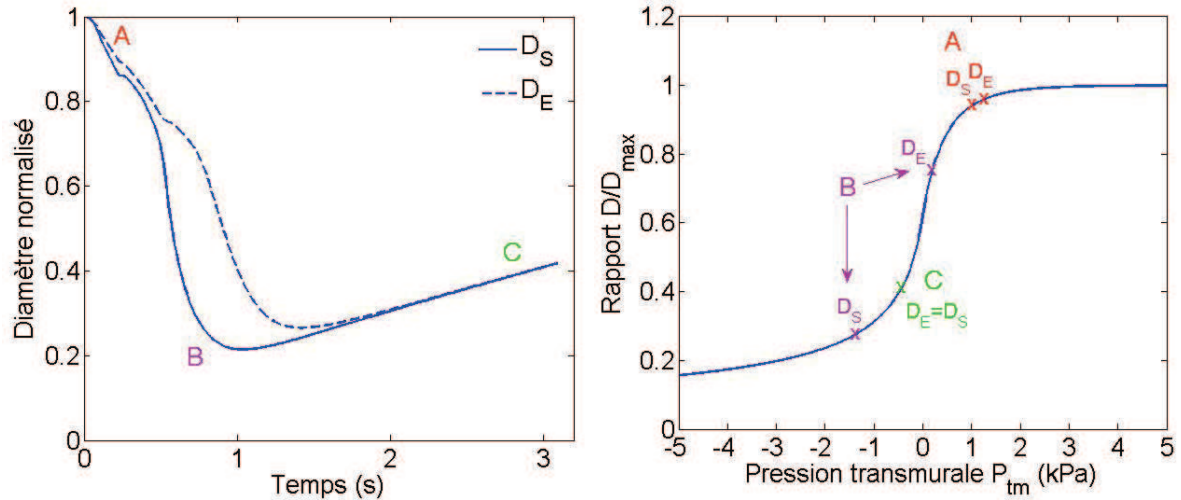 1
0.8
0.6
0.4
0.2
0
0
1
2
3
Diamètre normalisé
Temps (s)
A
B
C
D_S
D_E
1.2
1
0.8
0.6
0.4
0.2
0
-5
-4
-3
-2
-1
0
1
2
3
4
5
Rapport D/D_max
Pression transmurale P_tm (kPa)
A
D_S D_E
D_E
B
D_S
C
D_E=D_S
x
x
x
x
x